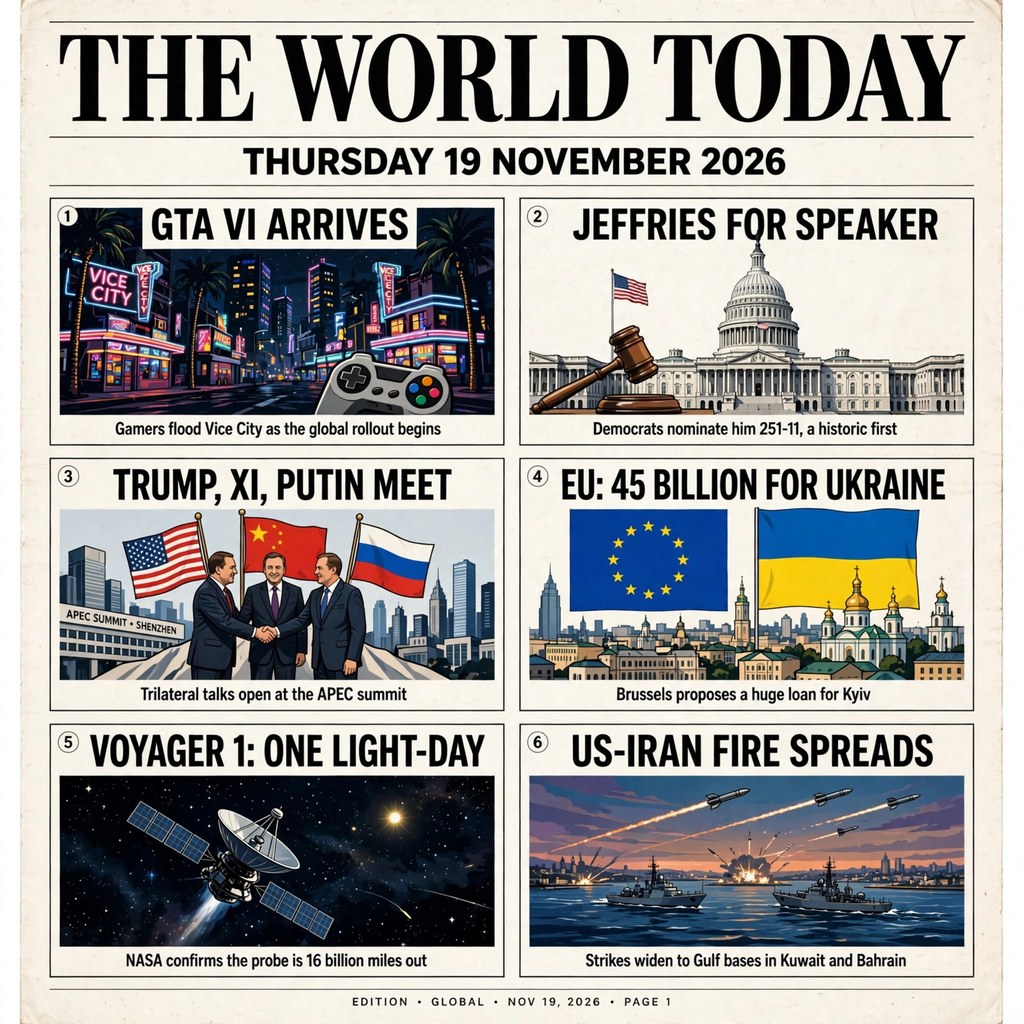 THE WORLD TODAY
THURSDAY 19 NOVEMBER 2026
1
GTA VI ARRIVES
VICE CITY
VICE CITY
Gamers flood Vice City as the global rollout begins
2
JEFFRIES FOR SPEAKER
Democrats nominate him 251-11, a historic first
3
TRUMP, XI, PUTIN MEET
APEC SUMMIT • SHENZHEN
Trilateral talks open at the APEC summit
4
EU: 45 BILLION FOR UKRAINE
Brussels proposes a huge loan for Kyiv
5
VOYAGER 1: ONE LIGHT-DAY
NASA confirms the probe is 16 billion miles out
6
US-IRAN FIRE SPREADS
Strikes widen to Gulf bases in Kuwait and Bahrain
EDITION • GLOBAL • NOV 19, 2026 • PAGE 1